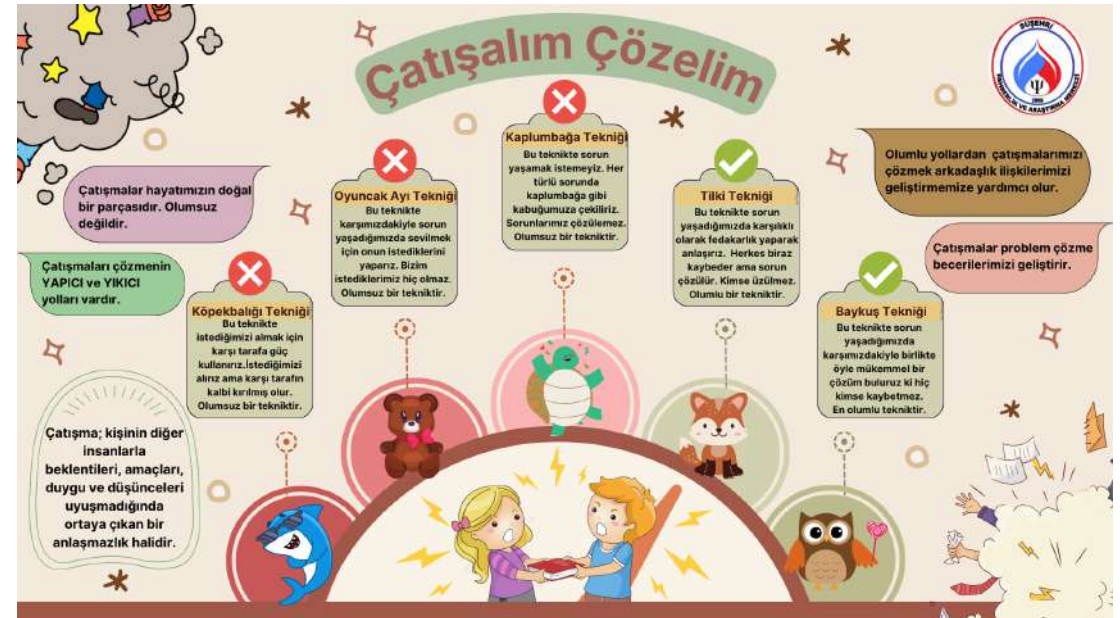 Çatışalım Çözelim
SUŞEHRİ
REHBERLİK VE ARAŞTIRMA MERKEZİ
Çatışmalar hayatımızın doğal
bir parçasıdır. Olumsuz
değildir.
Çatışmaları çözmenin
YAPICI ve YIKICI
yolları vardır.
Çatışma; kişinin diğer
insanlarla
beklentileri, amaçları,
duygu ve düşünceleri
uyuşmadığında
ortaya çıkan bir
anlaşmazlık halidir.
Köpekbalığı Tekniği
Bu teknikte
istediğimizi almak için
karşı tarafa güç
kullanırız.İstediğimizi
alırız ama karşı tarafın
kalbi kırılmış olur.
Olumsuz bir tekniktir.
Oyuncak Ayı Tekniği
Bu teknikte
karşımızdakiyle sorun
yaşadığımızda sevilmek
için onun istediklerini
yaparız. Bizim
istediklerimiz hiç olmaz.
Olumsuz bir tekniktir.
Kaplumbağa Tekniği
Bu teknikte sorun
yaşamak istemeyiz. Her
türlü sorunda
kaplumbağa gibi
kabuğumuza çekiliriz.
Sorunlarımız çözülemez.
Olumsuz bir tekniktir.
Tilki Tekniği
Bu teknikte sorun
yaşadığımızda karşılıklı
olarak fedakarlık yaparak
anlaşırız. Herkes biraz
kaybeder ama sorun
çözülür. Kimse üzülmez.
Olumlu bir tekniktir.
Baykuş Tekniği
Bu teknikte sorun
yaşadığımızda
karşımızdakiyle birlikte
öyle mükemmel bir
çözüm buluruz ki hiç
kimse kaybetmez.
En olumlu tekniktir.
Olumlu yollardan çatışmalarımızı
çözmek arkadaşlık ilişkilerimizi
geliştirmemize yardımcı olur.
Çatışmalar problem çözme
becerilerimizi geliştirir.